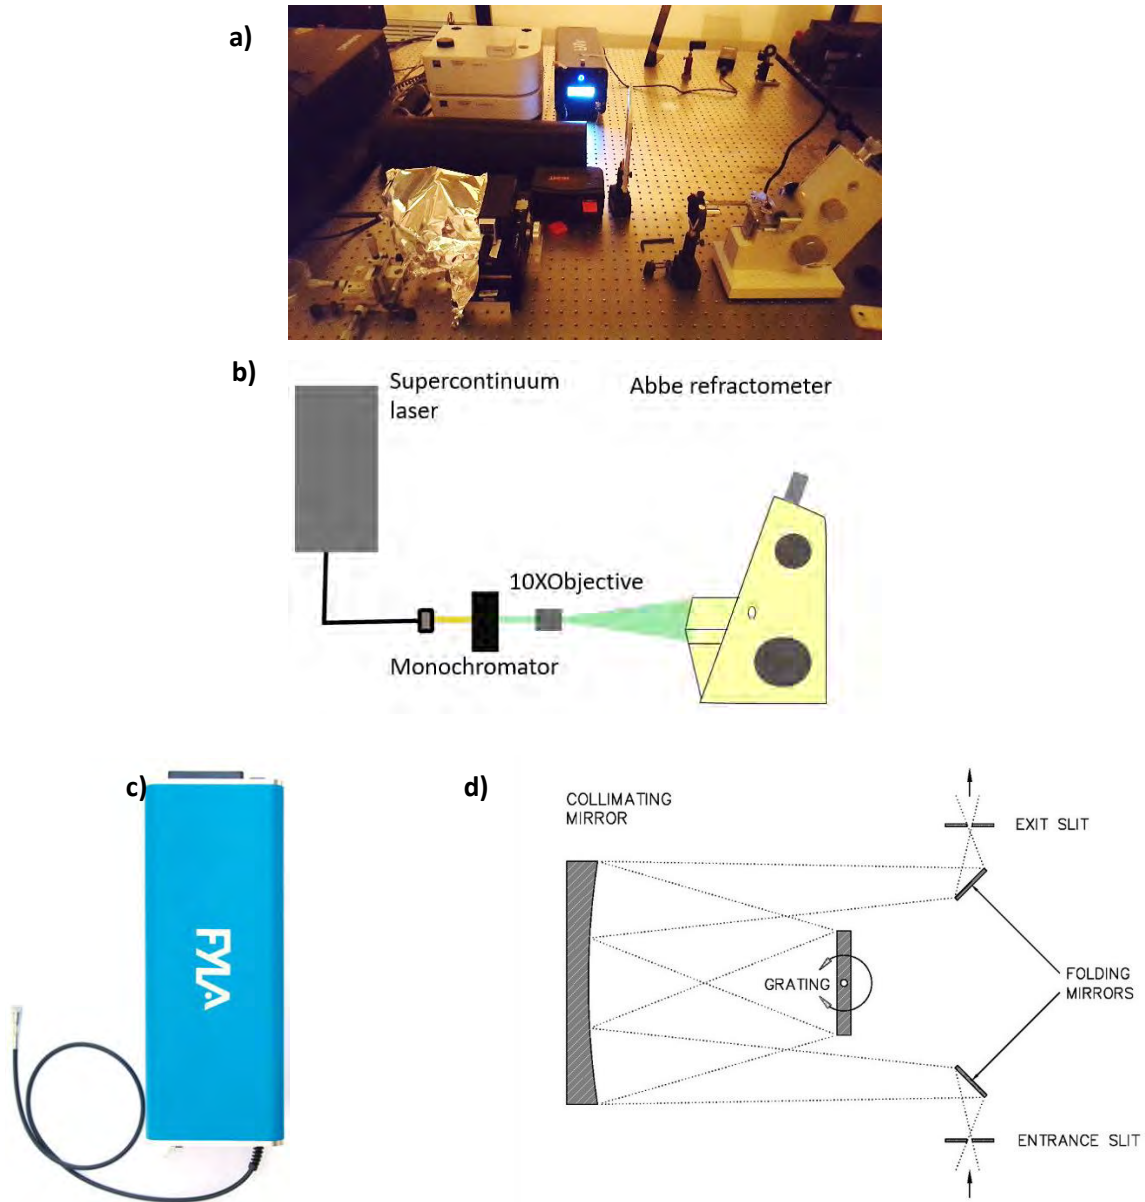 a)
b)
Supercontinuum
laser
Abbe refractometer
10XObjective
Monochromator
c)
FYLA
d)
COLLIMATING
MIRROR
EXIT SLIT
GRATING
FOLDING
MIRRORS
ENTRANCE SLIT